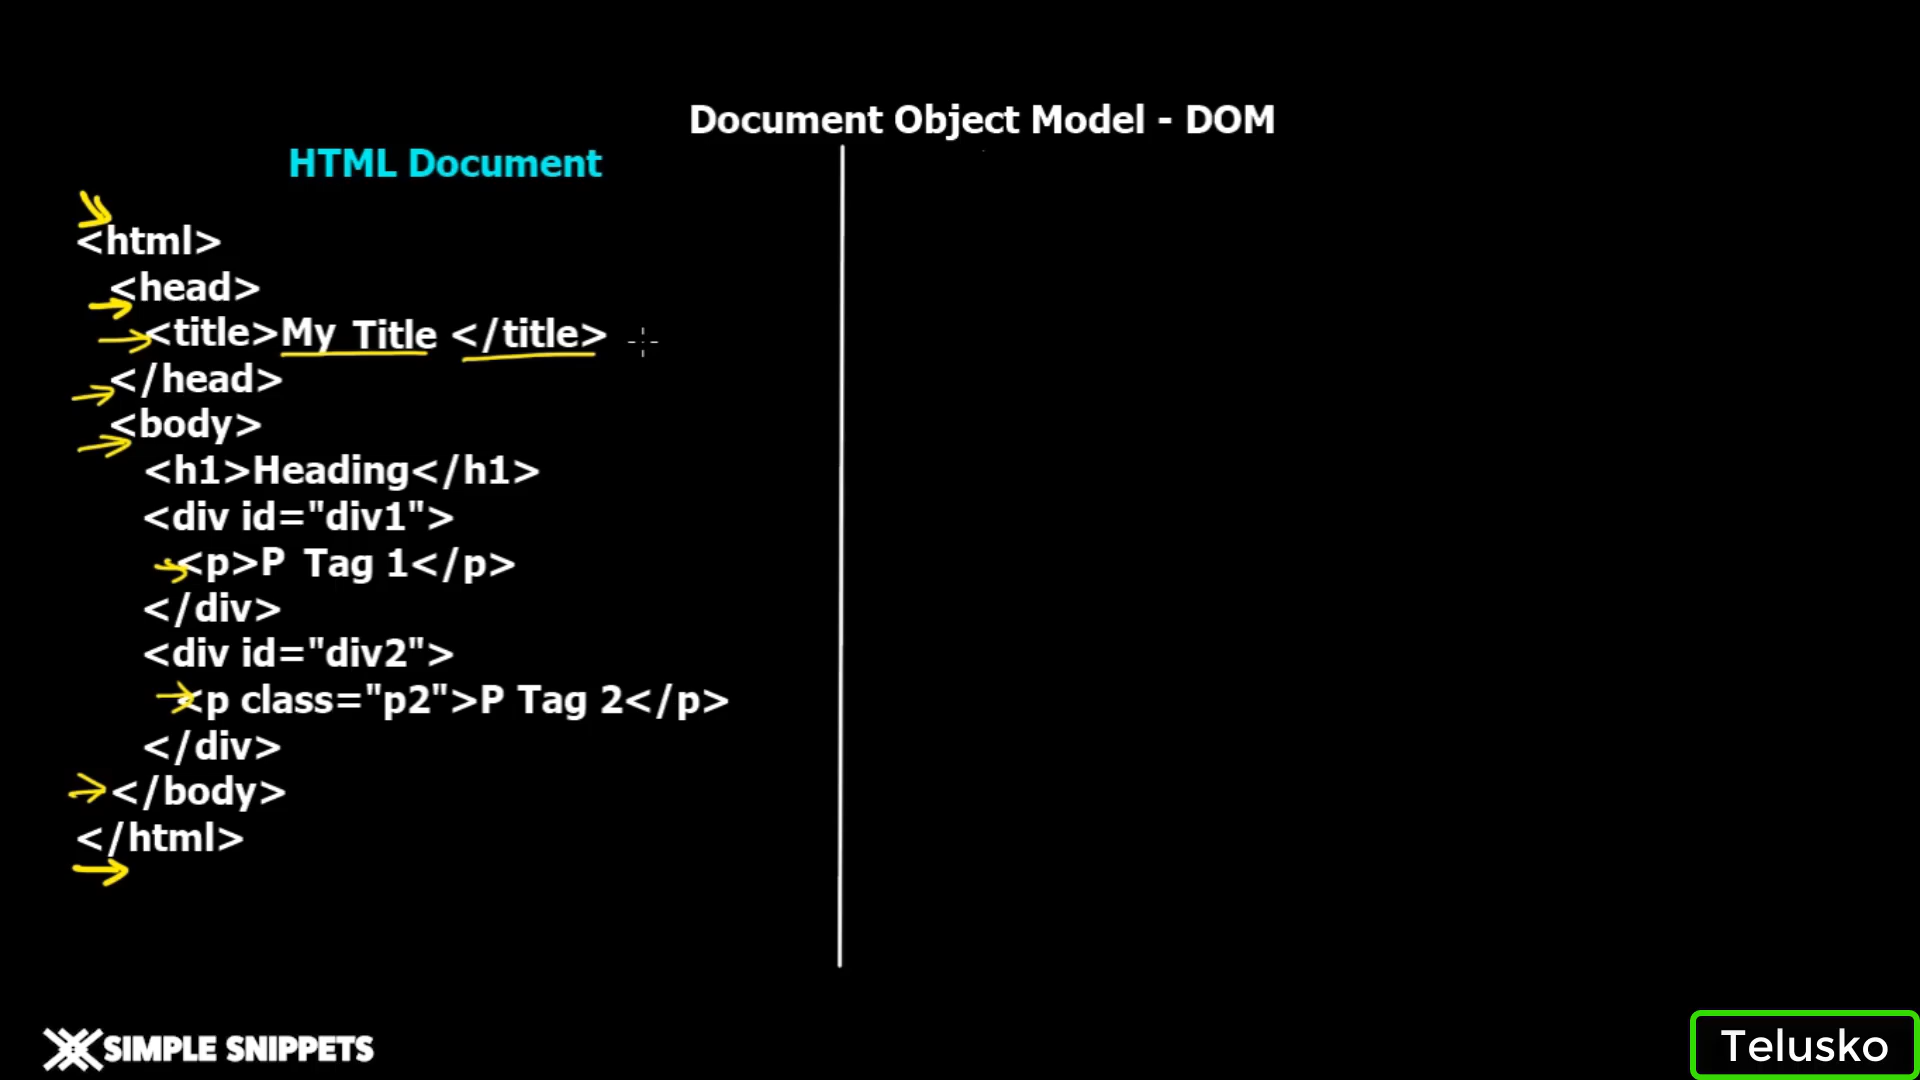 Document Object Model - DOM
HTML Document
<html>
<head>
<title>My Title </title>
</head>
<body>
<h1>Heading</h1>
<div id="div1">
<p>P Tag 1</p>
</div>
<div id="div2">
<p class="p2">P Tag 2</p>
</div>
</body>
</html>
SIMPLE SNIPPETS
Telusko